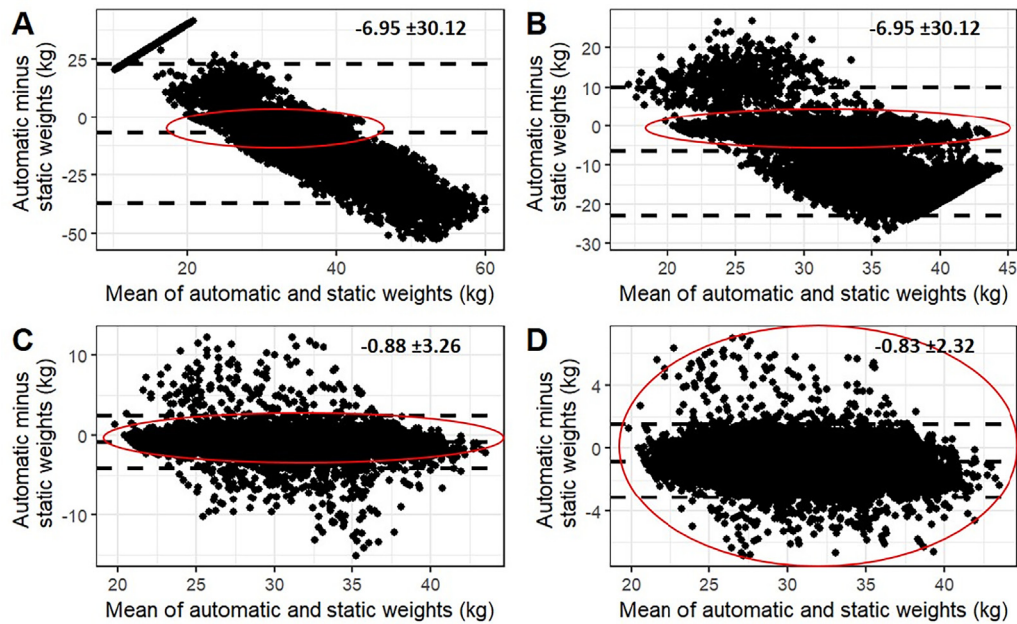 A
-6.95 ±30.12
Automatic minus
static weights (kg)
25
0
-25
-50
20
40
60
Mean of automatic and static weights (kg)
B
-6.95 ±30.12
Automatic minus
static weights (kg)
20
10
0
-10
-20
-30
20
25
30
35
40
45
Mean of automatic and static weights (kg)
C
-0.88 ±3.26
Automatic minus
static weights (kg)
10
0
-10
20
25
30
35
40
Mean of automatic and static weights (kg)
D
-0.83 ±2.32
Automatic minus
static weights (kg)
4
0
-4
20
25
30
35
40
Mean of automatic and static weights (kg)